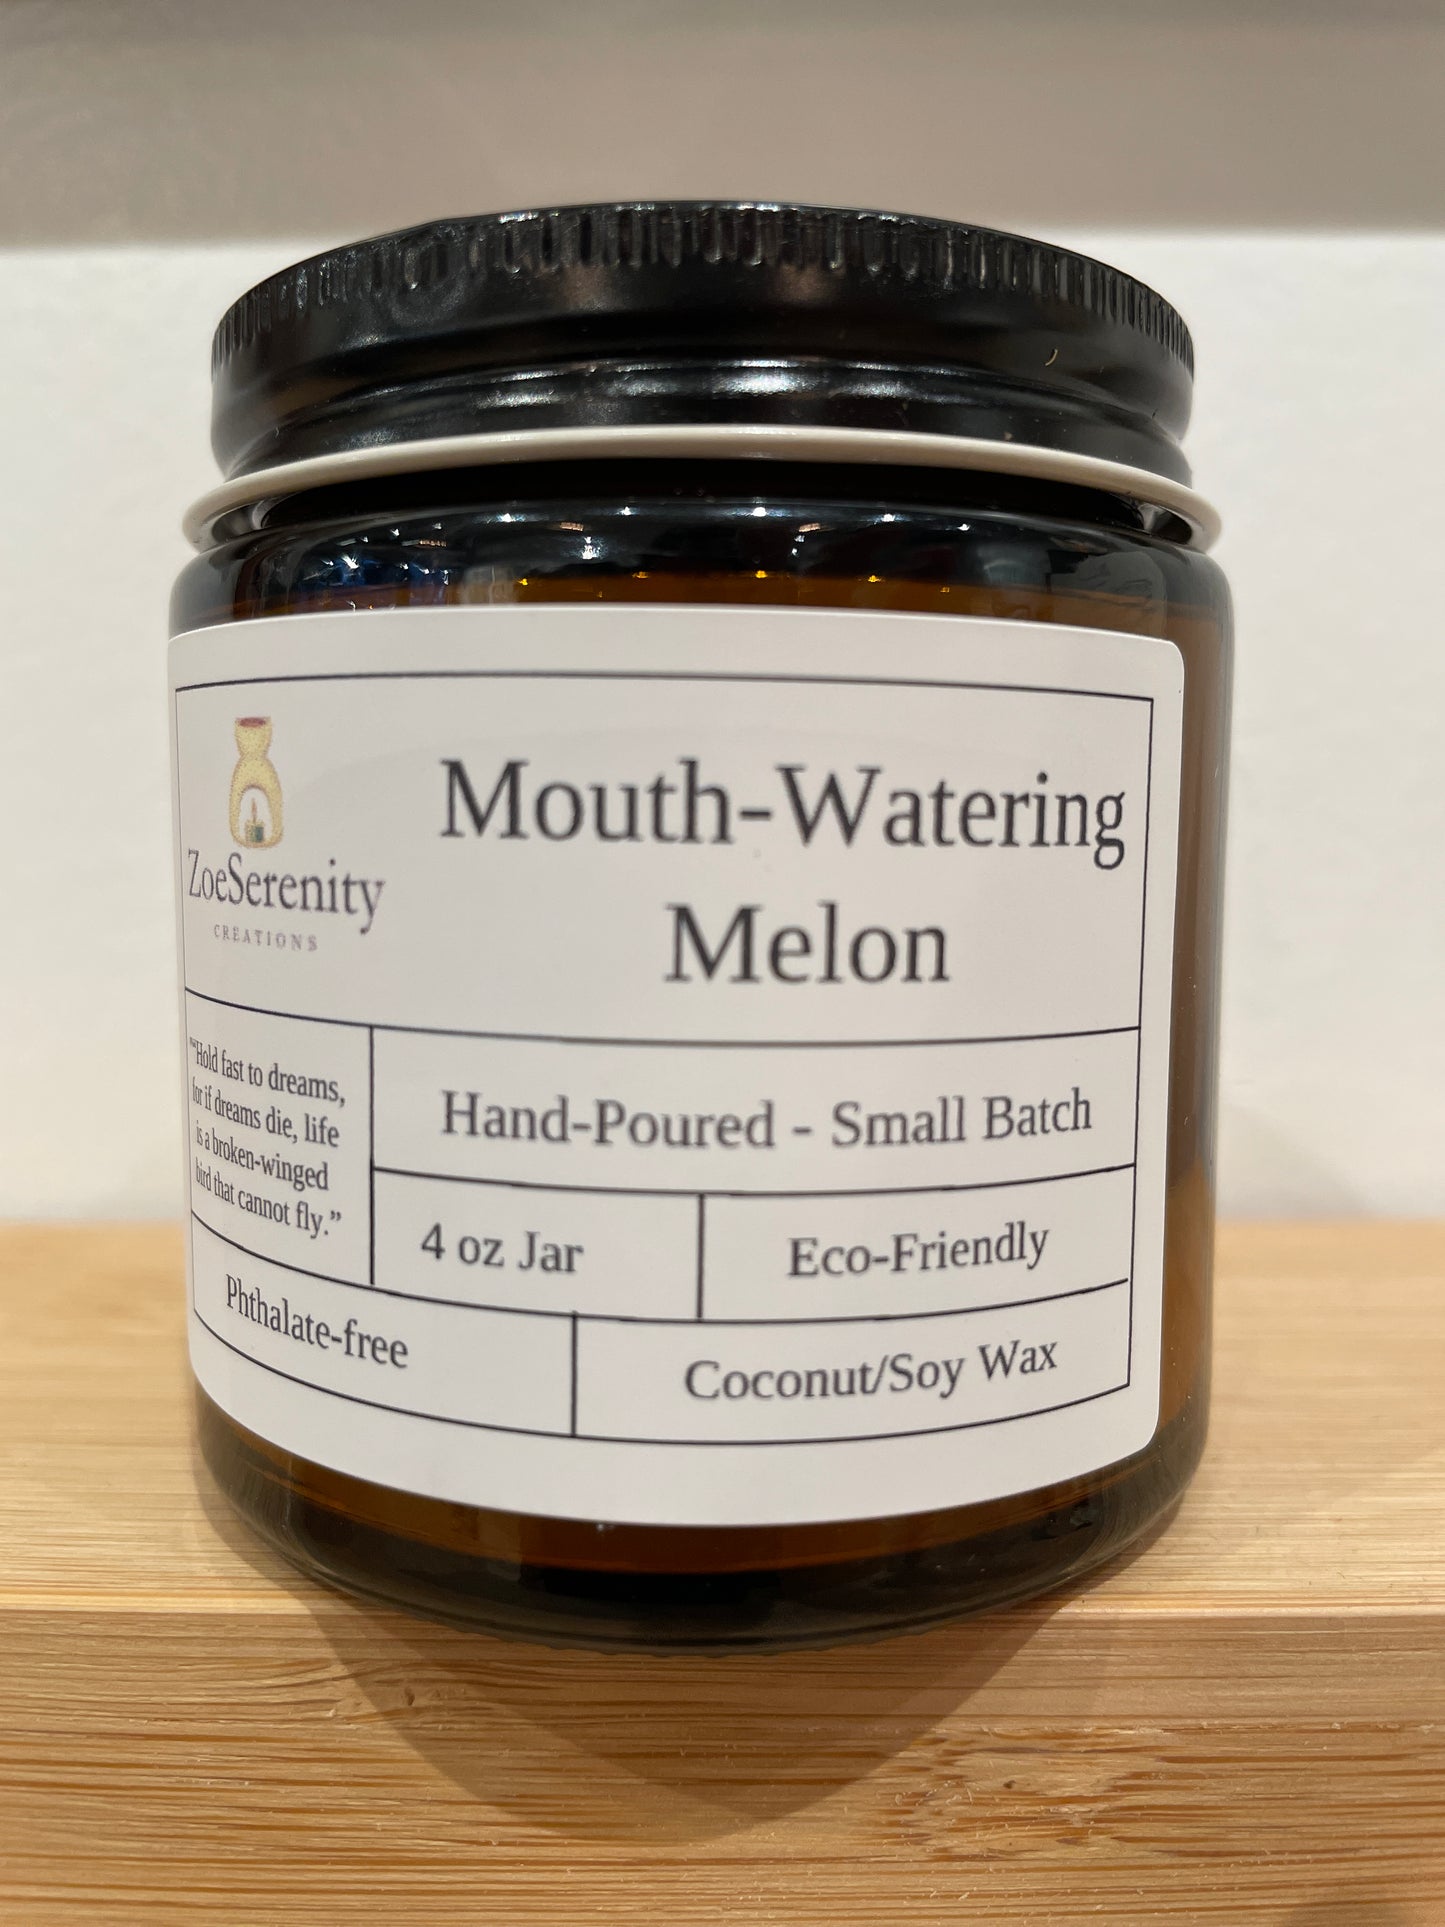 ZoeSerenity
CREATIONS
Mouth-Watering
Melon
"“Hold fast to dreams,
for if dreams die, life
is a broken-winged
bird that cannot fly.”
Hand-Poured - Small Batch
4 oz Jar
Eco-Friendly
Phthalate-free
Coconut/Soy Wax